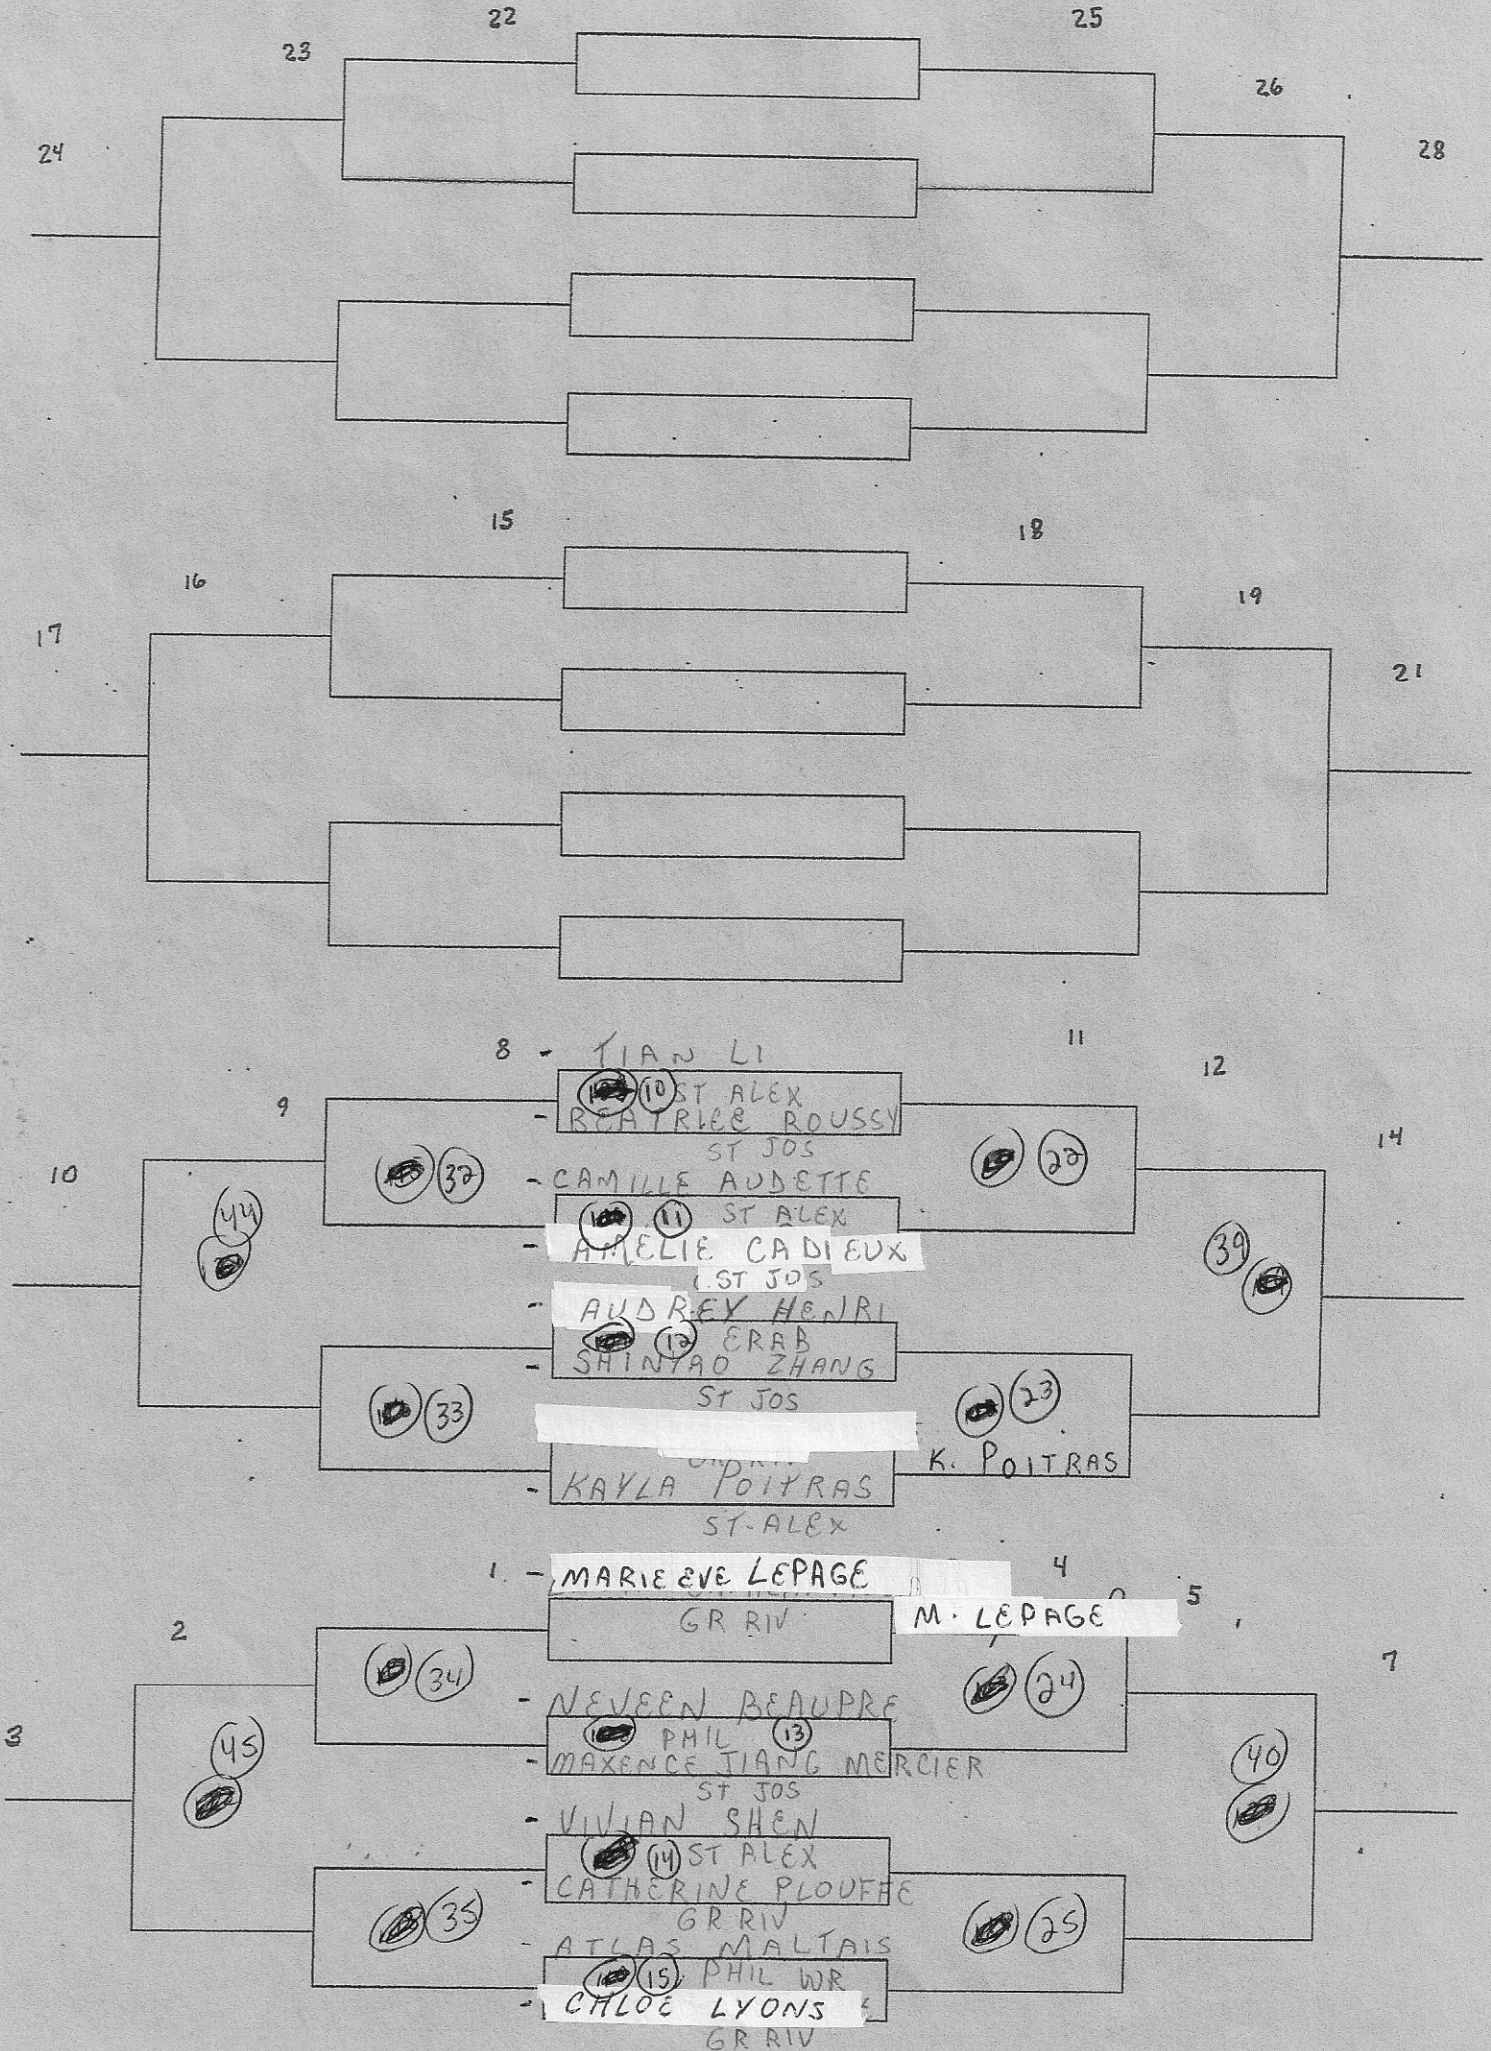 22
25
23
26
24
28
15
18
16
19
17
21
8 - TIAN LI
11
12
10 ST ALEX
9
- BEATRICE ROUSSY
14
ST JOS
10
32
22
- CAMILLE AUDETTE
44
11 ST ALEX
39
- AMELIE CADIEUX
ST JOS
- AUDREY HENRI
12 ERAB
- SHINYAO ZHANG
ST JOS
33
23
K. POITRAS
- KAYLA POITRAS
ST-ALEX
1 - MARIE EVE LEPAGE
4
5
GR RIV
M. LEPAGE
2
7
34
24
- NEVEEN BEAUPRE
3
45
PHIL 13
40
- MAXENCE JIANG MERCIER
ST JOS
- VIVIAN SHEN
14 ST ALEX
- CATHERINE PLOUFFE
35
25
GR RIV
- ATLAS MALTAIS
15 PHIL WR
- CHLOE LYONS
GR RIV